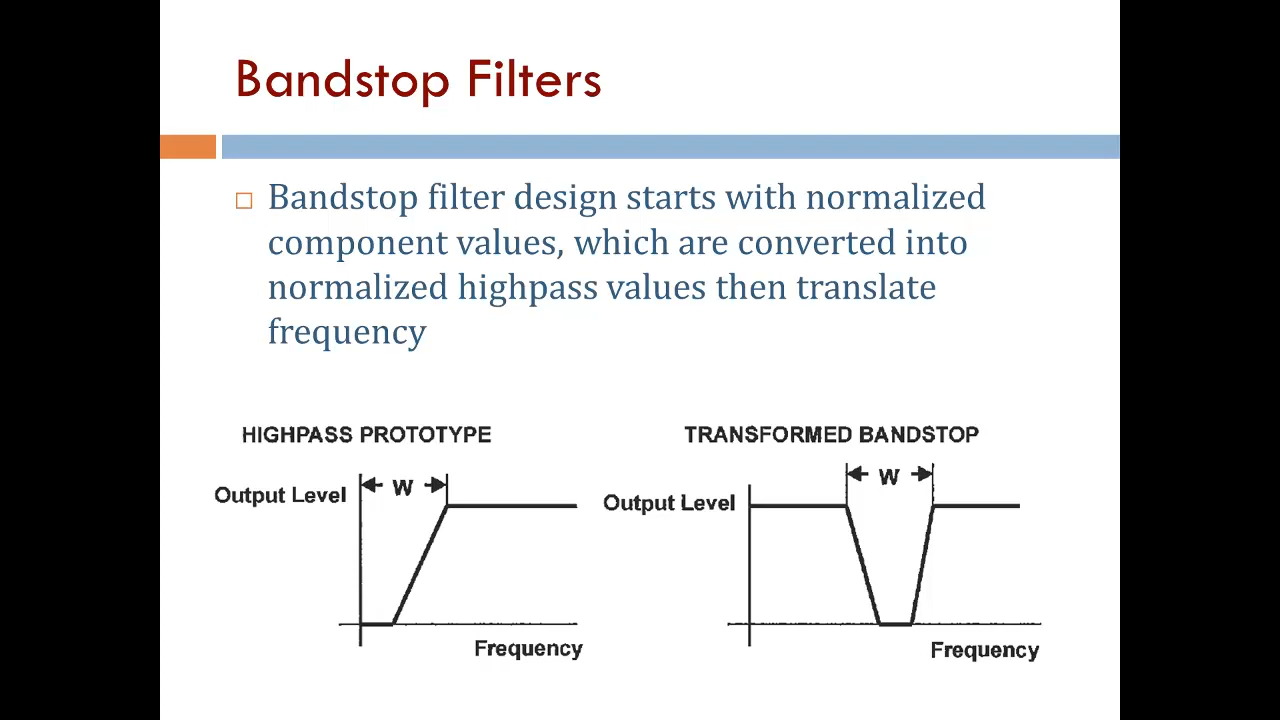 Bandstop Filters
Bandstop filter design starts with normalized
component values, which are converted into
normalized highpass values then translate
frequency
HIGHPASS PROTOTYPE
W
Output Level
Frequency
TRANSFORMED BANDSTOP
W
Output Level
Frequency